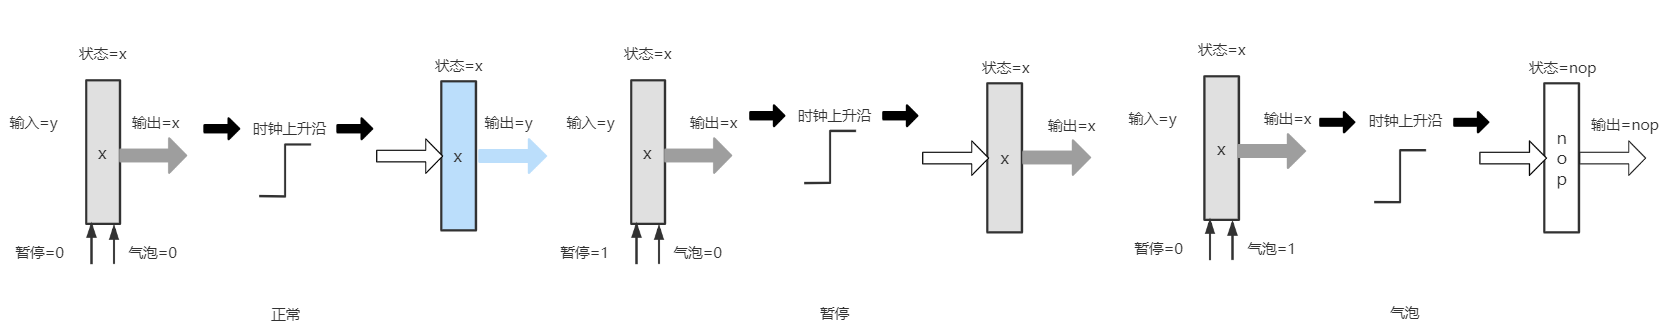 状态=x
输入=y
输出=x
x
暂停=0
气泡=0
时钟上升沿
状态=x
输出=y
x
正常
状态=x
输入=y
输出=x
x
暂停=1
气泡=0
时钟上升沿
状态=x
输出=x
x
暂停
状态=x
输入=y
输出=x
x
暂停=0
气泡=1
时钟上升沿
状态=nop
输出=nop
n
o
p
气泡